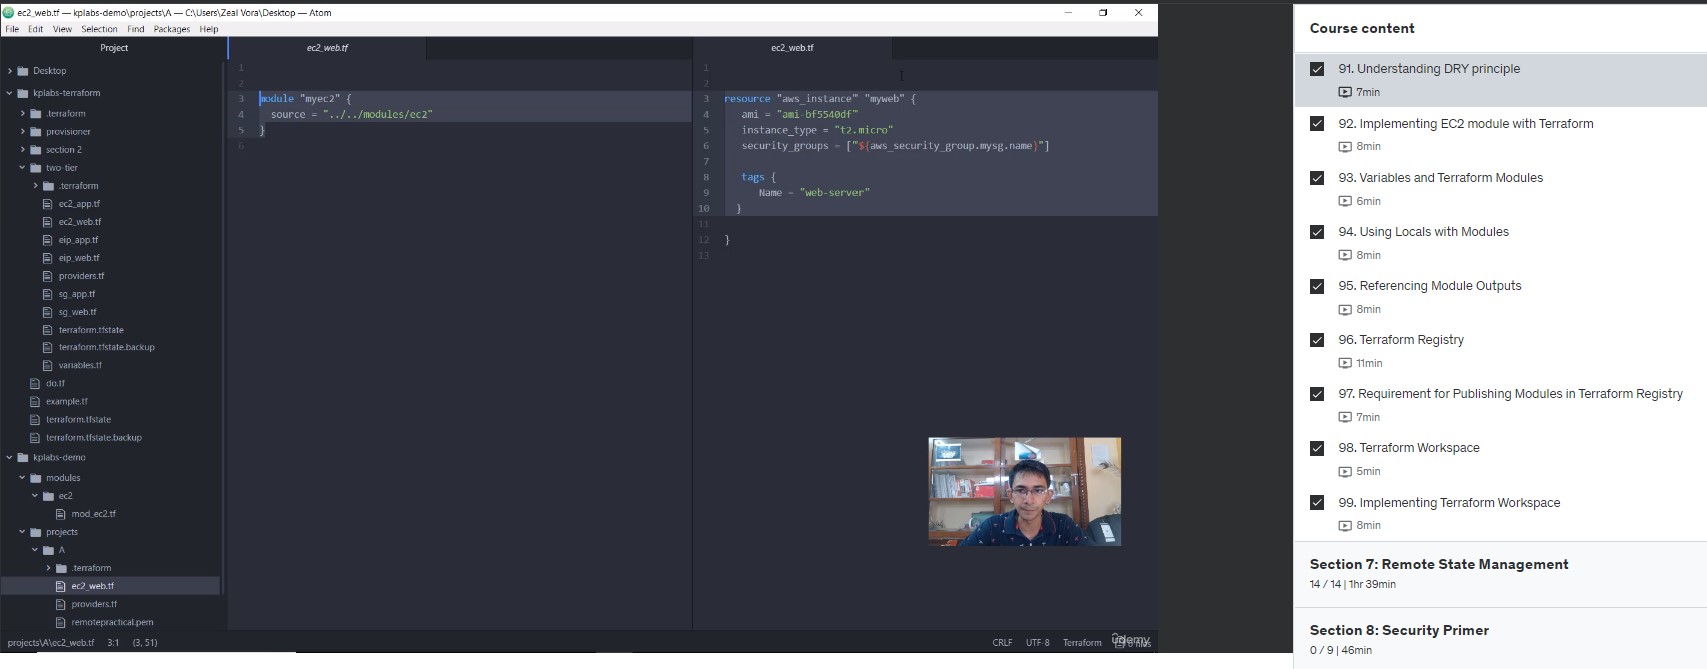 ec2_web.tf — kplabs-demo\projects\A — C:\Users\Zeal Vora\Desktop — Atom
File Edit View Selection Find Packages Help
Project
Desktop
kplabs-terraform
.terraform
provisioner
section 2
two-tier
.terraform
ec2_app.tf
ec2_web.tf
eip_app.tf
eip_web.tf
providers.tf
sg_app.tf
sg_web.tf
terraform.tfstate
terraform.tfstate.backup
variables.tf
do.tf
example.tf
terraform.tfstate
terraform.tfstate.backup
kplabs-demo
modules
ec2
mod_ec2.tf
projects
A
.terraform
ec2_web.tf
providers.tf
remotepractical.pem
ec2_web.tf
1
2
3 module "myec2" {
4 source = "../../modules/ec2"
5 }
6
ec2_web.tf
1
2
3 resource "aws_instance" "myweb" {
4 ami = "ami-bf5540df"
5 instance_type = "t2.micro"
6 security_groups = ["${aws_security_group.mysg.name}"]
7
8 tags {
9 Name = "web-server"
10 }
11
12 }
13
projects\A\ec2_web.tf 3:1 (3, 51)
CRLF UTF-8 Terraform
udemy
Course content
91. Understanding DRY principle
7min
92. Implementing EC2 module with Terraform
8min
93. Variables and Terraform Modules
6min
94. Using Locals with Modules
8min
95. Referencing Module Outputs
8min
96. Terraform Registry
11min
97. Requirement for Publishing Modules in Terraform Registry
7min
98. Terraform Workspace
5min
99. Implementing Terraform Workspace
8min
Section 7: Remote State Management
14 / 14 | 1hr 39min
Section 8: Security Primer
0 / 9 | 46min